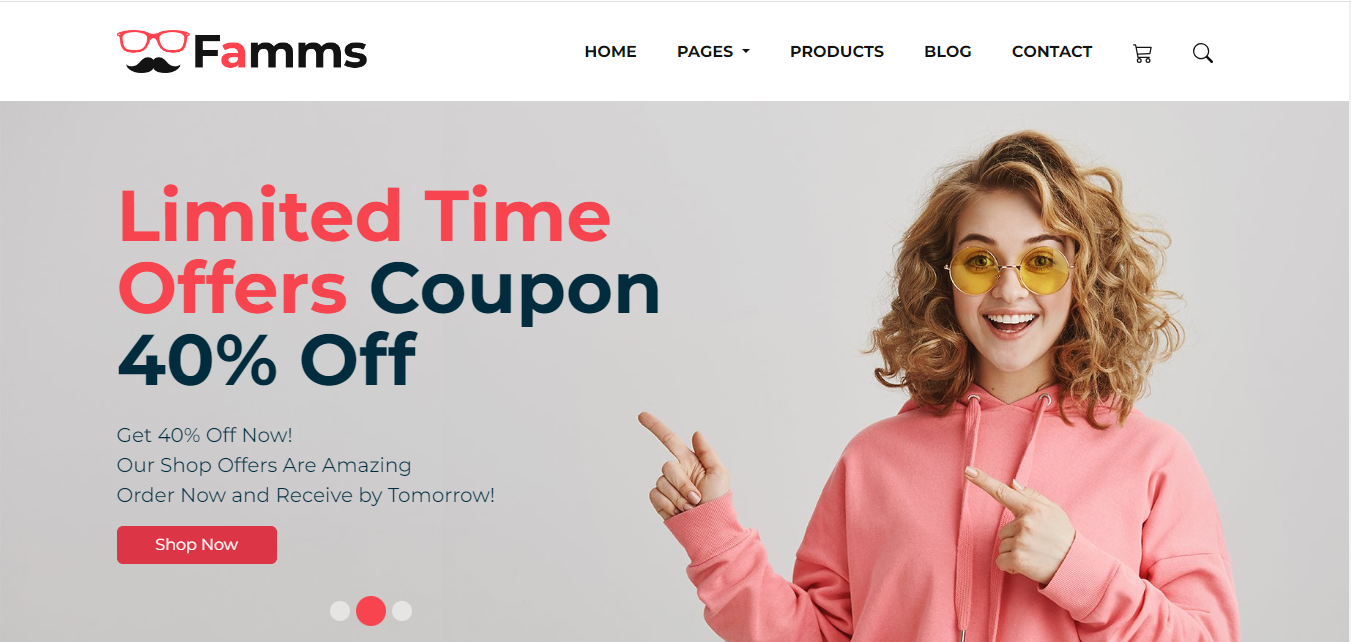 Famms
HOME PAGES PRODUCTS BLOG CONTACT
Limited Time
Offers Coupon
40% Off
Get 40% Off Now!
Our Shop Offers Are Amazing
Order Now and Receive by Tomorrow!
Shop Now